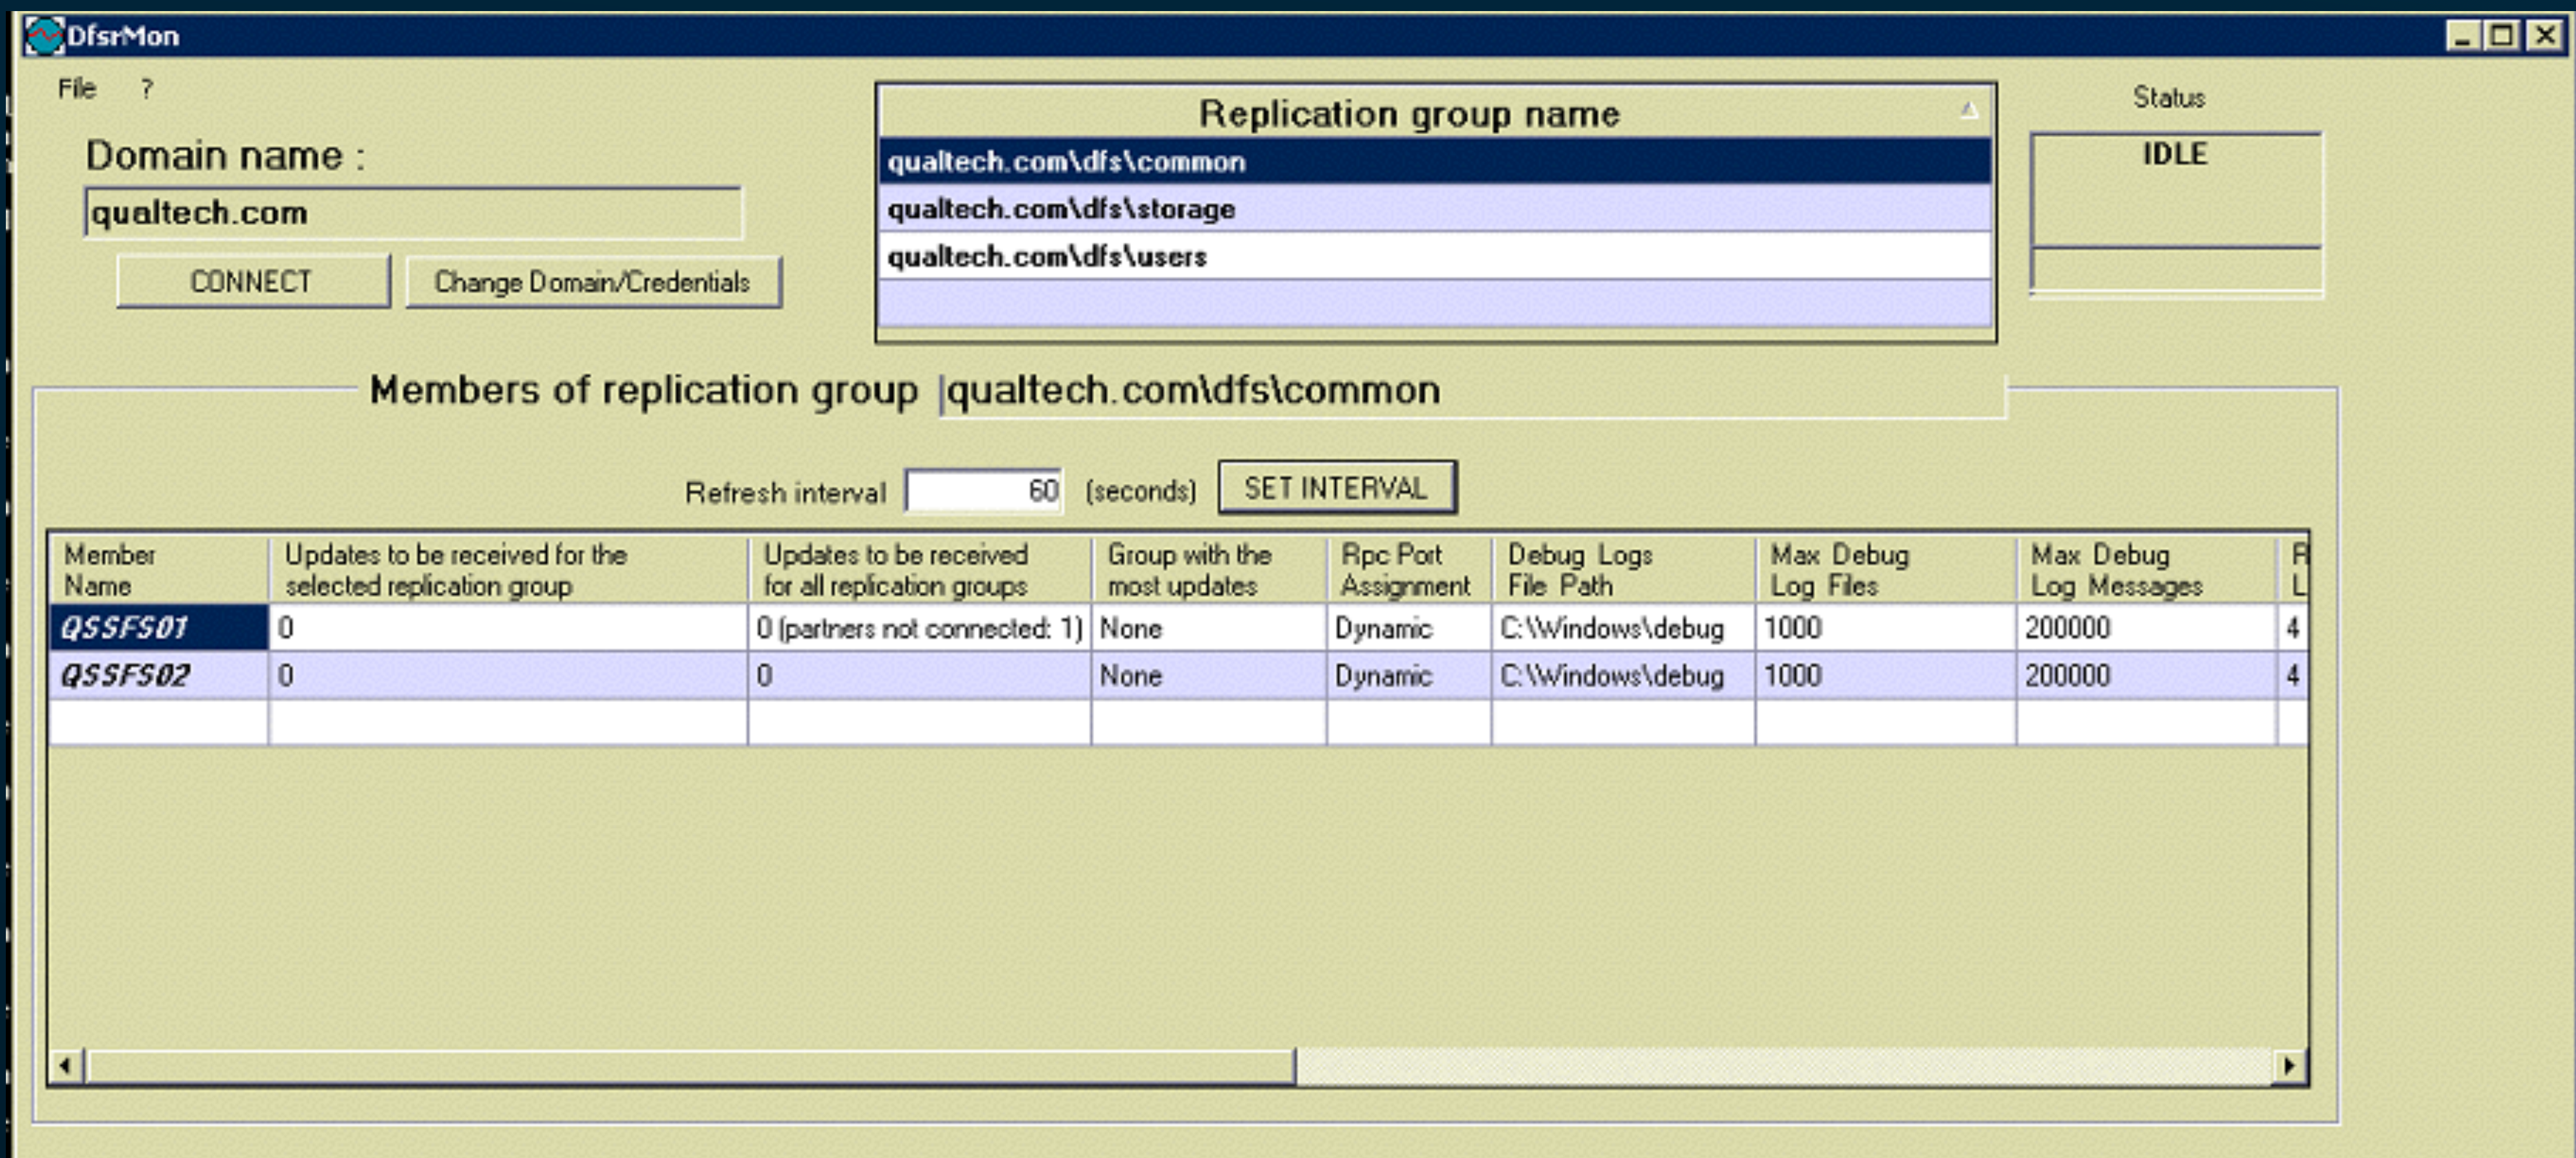 DfsrMon
File ?
Domain name :
qualtech.com
CONNECT
Change Domain/Credentials
Replication group name
qualtech.com\dfs\common
qualtech.com\dfs\storage
qualtech.com\dfs\users
Status
IDLE
Members of replication group qualtech.com\dfs\common
Refresh interval 60 (seconds) SET INTERVAL
Member Name
Updates to be received for the selected replication group
Updates to be received for all replication groups
Group with the most updates
Rpc Port Assignment
Debug Logs File Path
Max Debug Log Files
Max Debug Log Messages
QSSFS01 0 0 (partners not connected: 1) None Dynamic C:\Windows\debug 1000 200000 4
QSSFS02 0 0 None Dynamic C:\Windows\debug 1000 200000 4